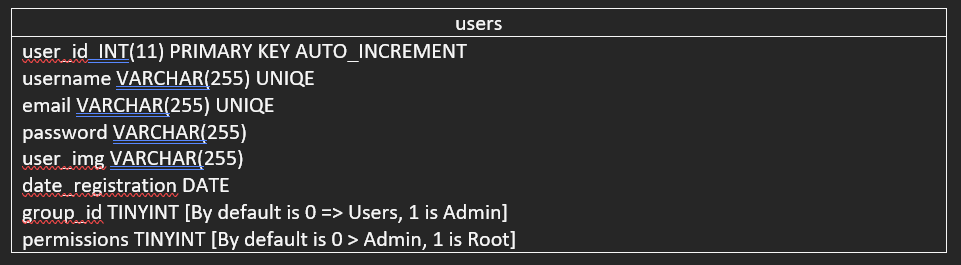 users
user_id INT(11) PRIMARY KEY AUTO_INCREMENT
username VARCHAR(255) UNIQE
email VARCHAR(255) UNIQE
password VARCHAR(255)
user_img VARCHAR(255)
date_registration DATE
group_id TINYINT [By default is 0 => Users, 1 is Admin]
permissions TINYINT [By default is 0 > Admin, 1 is Root]